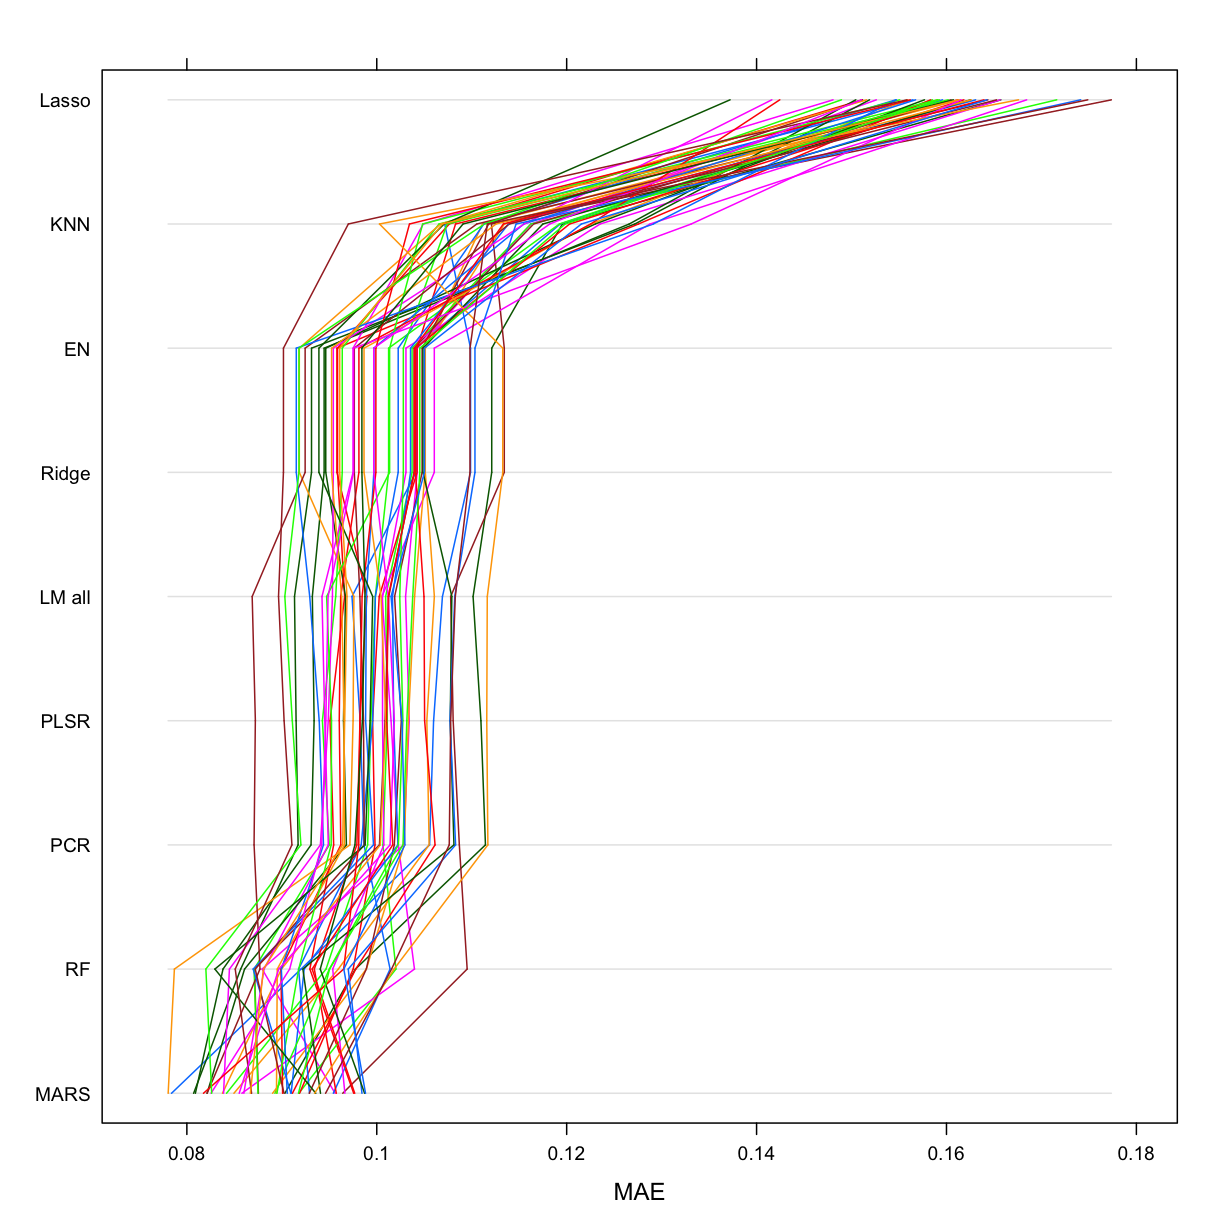 Lasso
KNN
EN
Ridge
LM all
PLSR
PCR
RF
MARS
0.08 0.1 0.12 0.14 0.16 0.18
MAE